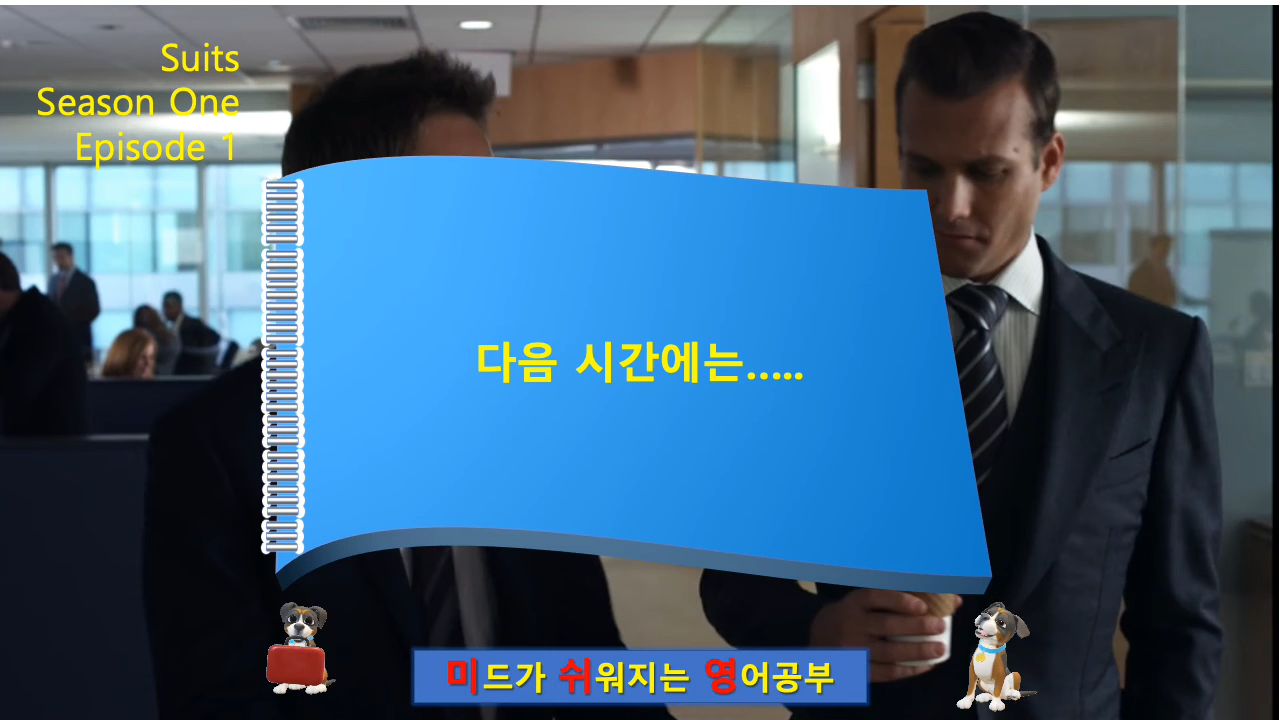 Suits
Season One
Episode 1
다음 시간에는.....
미드가 쉬워지는 영어공부